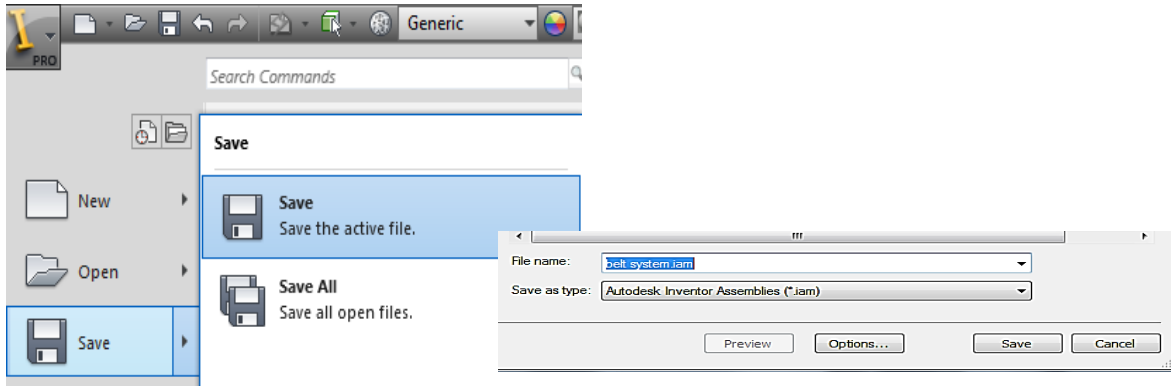 PRO
Generic
Search Commands
Save
New
Save
Save the active file.
Open
Save All
Save all open files.
Save
File name:
belt system.iam
Save as type:
Autodesk Inventor Assemblies (*.iam)
Preview
Options...
Save
Cancel